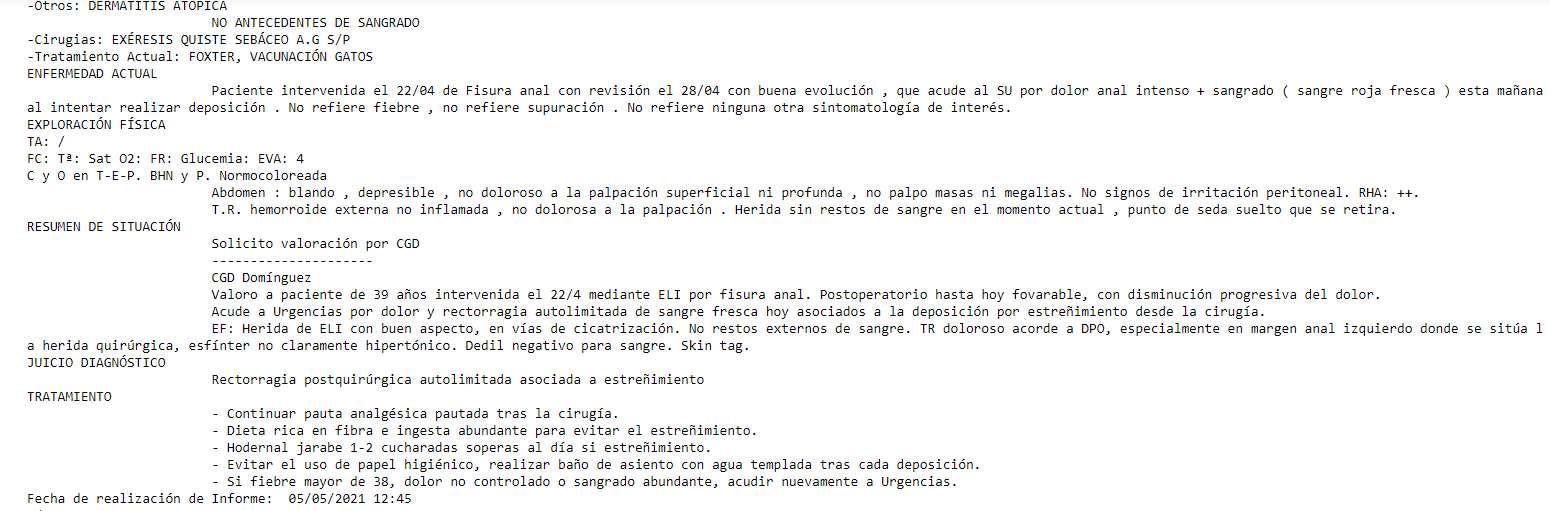 -Otros: DERMATITIS ATOPICA
NO ANTECEDENTES DE SANGRADO
-Cirugias: EXÉRESIS QUISTE SEBÁCEO A.G S/P
-Tratamiento Actual: FOXTER, VACUNACIÓN GATOS
ENFERMEDAD ACTUAL
Paciente intervenida el 22/04 de Fisura anal con revisión el 28/04 con buena evolución , que acude al SU por dolor anal intenso + sangrado ( sangre roja fresca ) esta mañana
al intentar realizar deposición . No refiere fiebre , no refiere supuración . No refiere ninguna otra sintomatología de interés.
EXPLORACIÓN FÍSICA
TA: /
FC: Tª: Sat O2: FR: Glucemia: EVA: 4
C y O en T-E-P. BHN y P. Normocoloreada
Abdomen : blando , depresible , no doloroso a la palpación superficial ni profunda , no palpo masas ni megalias. No signos de irritación peritoneal. RHA: ++.
T.R. hemorroide externa no inflamada , no dolorosa a la palpación . Herida sin restos de sangre en el momento actual , punto de seda suelto que se retira.
RESUMEN DE SITUACIÓN
Solicito valoración por CGD
---------------------
CGD Domínguez
Valoro a paciente de 39 años intervenida el 22/4 mediante ELI por fisura anal. Postoperatorio hasta hoy fovarable, con disminución progresiva del dolor.
Acude a Urgencias por dolor y rectorragia autolimitada de sangre fresca hoy asociados a la deposición por estreñimiento desde la cirugía.
EF: Herida de ELI con buen aspecto, en vías de cicatrización. No restos externos de sangre. TR doloroso acorde a DPO, especialmente en margen anal izquierdo donde se sitúa l
a herida quirúrgica, esfínter no claramente hipertónico. Dedil negativo para sangre. Skin tag.
JUICIO DIAGNÓSTICO
Rectorragia postquirúrgica autolimitada asociada a estreñimiento
TRATAMIENTO
- Continuar pauta analgésica pautada tras la cirugía.
- Dieta rica en fibra e ingesta abundante para evitar el estreñimiento.
- Hodernal jarabe 1-2 cucharadas soperas al día si estreñimiento.
- Evitar el uso de papel higiénico, realizar baño de asiento con agua templada tras cada deposición.
- Si fiebre mayor de 38, dolor no controlado o sangrado abundante, acudir nuevamente a Urgencias.
Fecha de realización de Informe:  05/05/2021 12:45